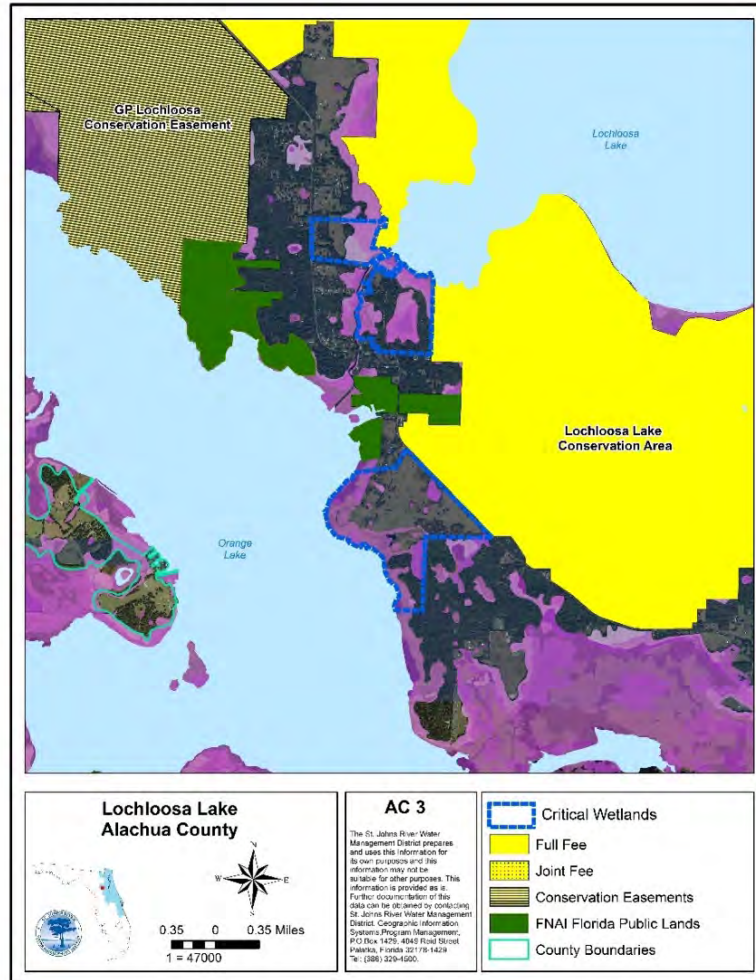 GP Lochloosa
Conservation Easement
Lochloosa
Lake
Lochloosa Lake
Conservation Area
Orange
Lake
Lochloosa Lake
Alachua County
N
W
E
S
0.35 0 0.35 Miles
1 = 47000
AC 3
The St. Johns River Water
Management District prepares
and uses this information for
its own purposes and this
information may not be
suitable for other purposes. This
information is provided as is.
Further documentation of this
data can be obtained by contacting
St. Johns River Water Management
District, Geographic Information
Systems,Program Management,
P.O.Box 1429, 4049 Reid Street
Palatka, Florida 32178-1429
Tel: (386) 329-4500.
Critical Wetlands
Full Fee
Joint Fee
Conservation Easements
FNAI Florida Public Lands
County Boundaries